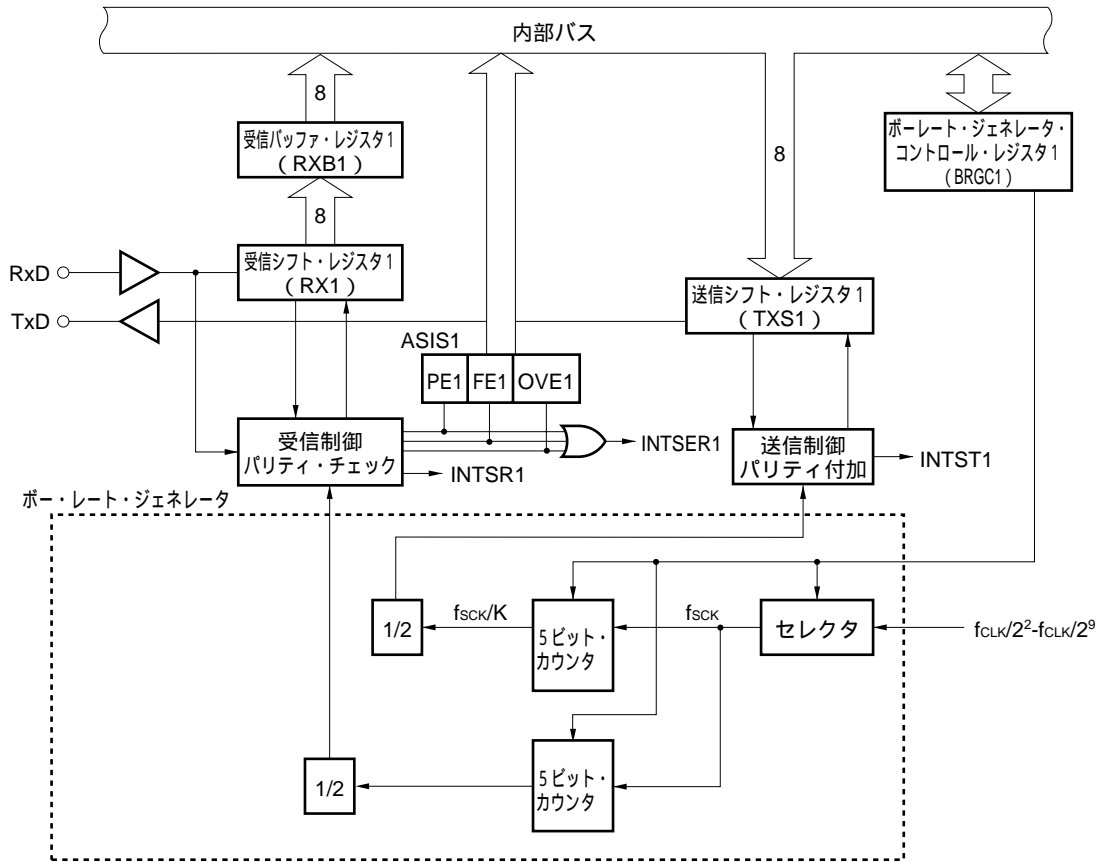 内部バス
8
受信バッファ・レジスタ1
(RXB1)
8
ボーレート・ジェネレータ・
コントロール・レジスタ1
(BRGC1)
8
RxD
受信シフト・レジスタ1
(RX1)
TxD
送信シフト・レジスタ1
(TXS1)
ASIS1
PE1 FE1 OVE1
受信制御
パリティ・チェック
INTSER1
INTSR1
送信制御
パリティ付加
INTST1
ボー・レート・ジェネレータ
1/2
fSCK/K
5ビット・
カウンタ
fSCK
セレクタ
fCLK/2²-fCLK/2⁹
1/2
5ビット・
カウンタ